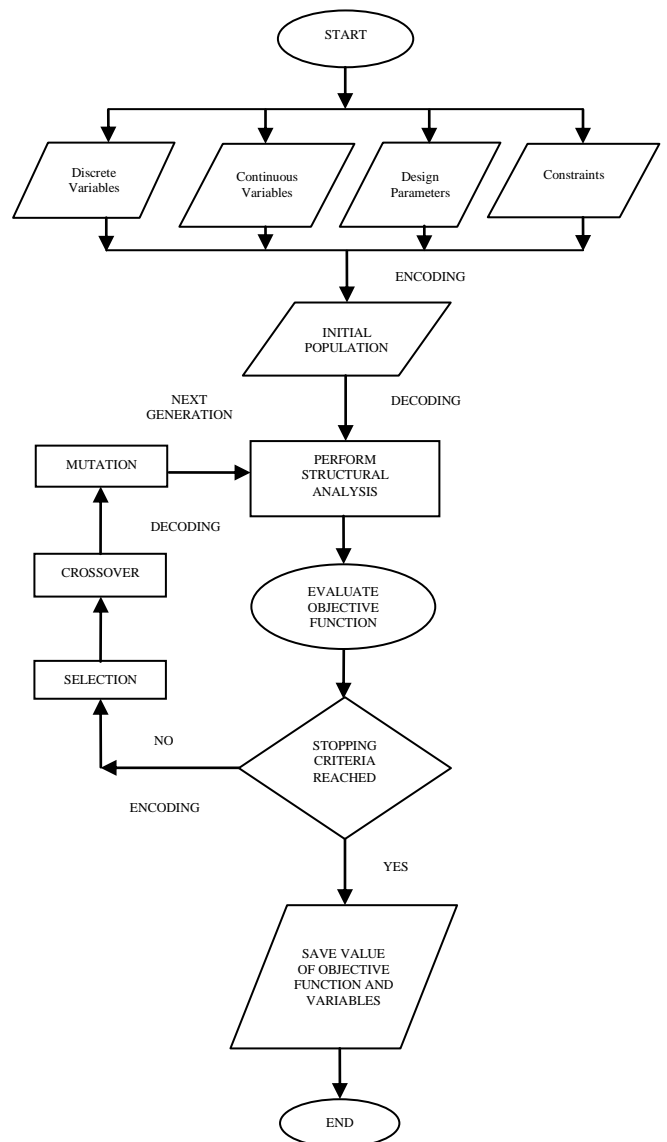 START
Discrete
Variables
Continuous
Variables
Design
Parameters
Constraints
ENCODING
INITIAL
POPULATION
DECODING
NEXT
GENERATION
MUTATION
PERFORM
STRUCTURAL
ANALYSIS
DECODING
CROSSOVER
EVALUATE
OBJECTIVE
FUNCTION
SELECTION
NO
STOPPING
CRITERIA
REACHED
ENCODING
YES
SAVE VALUE
OF OBJECTIVE
FUNCTION AND
VARIABLES
END